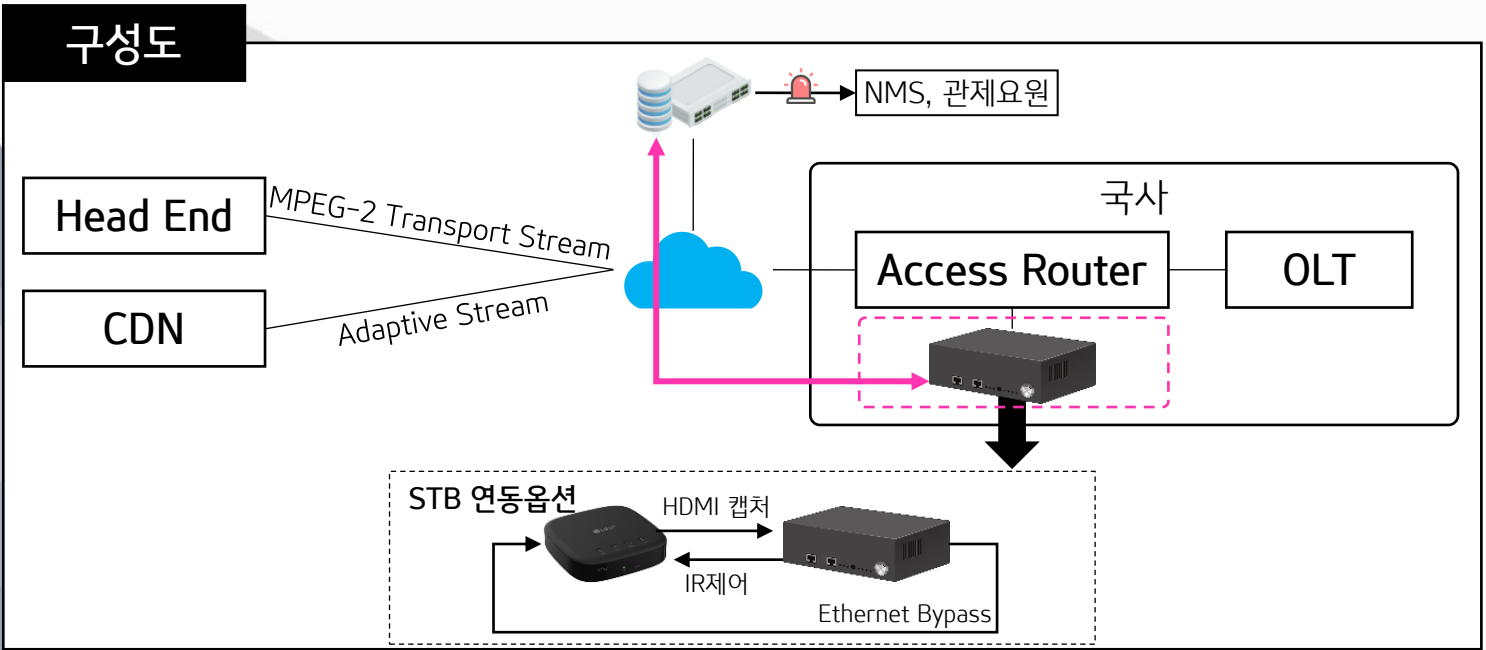 구성도
NMS, 관제요원
Head End
MPEG-2 Transport Stream
CDN
Adaptive Stream
국사
Access Router
OLT
STB 연동옵션
HDMI 캡처
IR제어
Ethernet Bypass